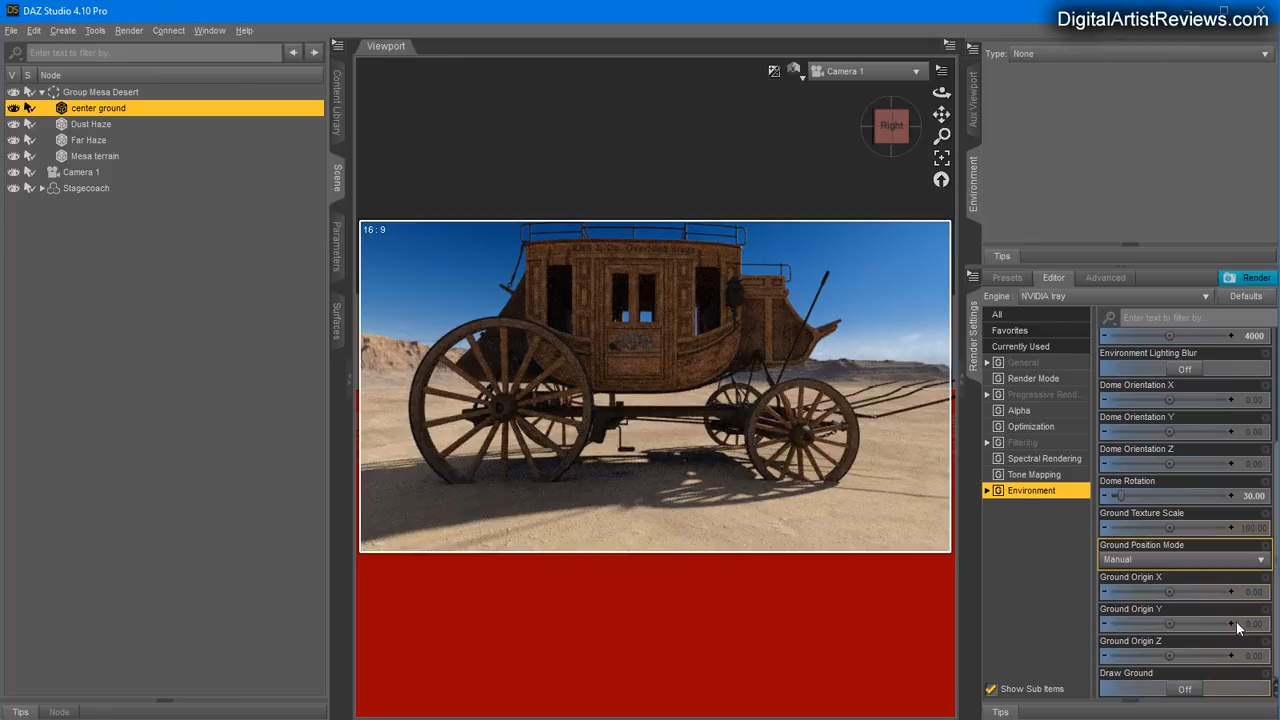 DAZ Studio 4.10 Pro
DigitalArtistReviews.com
File Edit Create Tools Render Connect Window Help
Enter text to filter by...
V S Node
Group Mesa Desert
center ground
Dust Haze
Far Haze
Mesa terrain
Camera 1
Stagecoach
Tips Node
Content Library
Scene
Parameters
Surfaces
Viewport
Camera 1
Right
16 : 9
Type: None
Aux Viewport
Environment
Tips
Presets Editor Advanced Render
Engine : NVIDIA Iray Defaults
Render Settings
All
Favorites
Currently Used
General
Render Mode
Progressive Rend...
Alpha
Optimization
Filtering
Spectral Rendering
Tone Mapping
Environment
Show Sub Items
Enter text to filter by...
4000
Environment Lighting Blur
Off
Dome Orientation X
0.00
Dome Orientation Y
0.00
Dome Orientation Z
0.00
Dome Rotation
30.00
Ground Texture Scale
100.00
Ground Position Mode
Manual
Ground Origin X
0.00
Ground Origin Y
0.00
Ground Origin Z
0.00
Draw Ground
Off
Tips